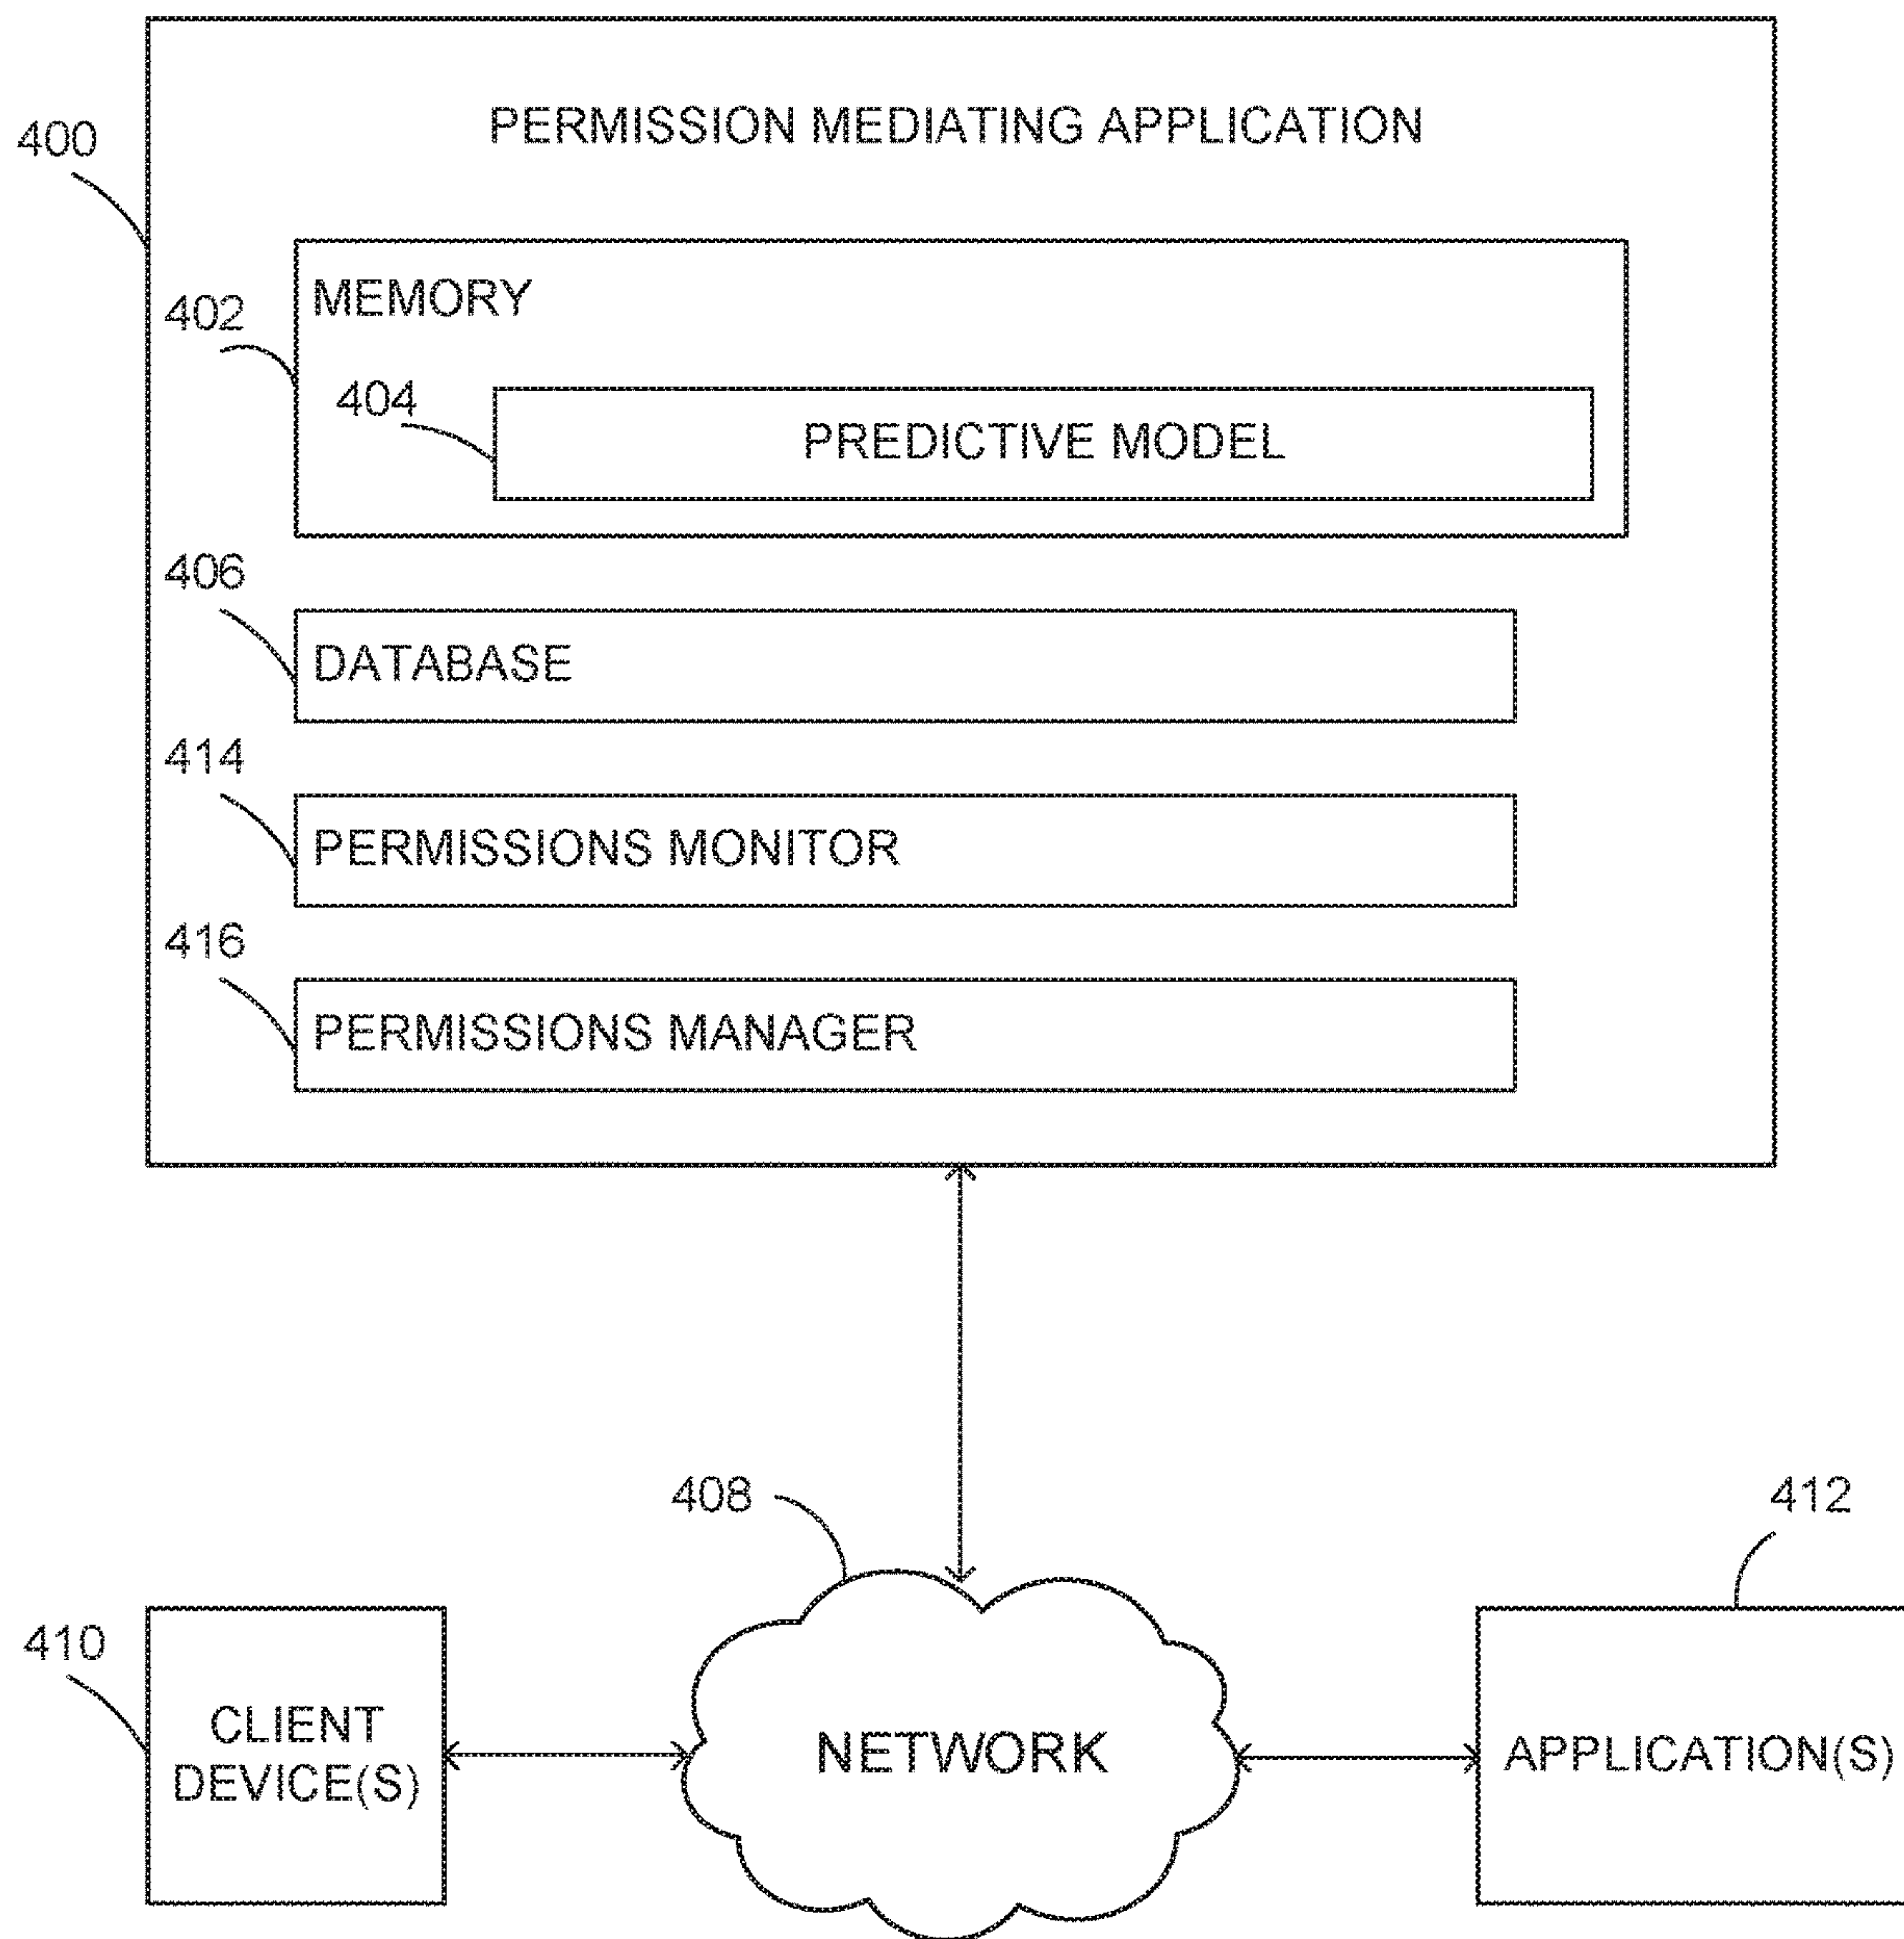 PERMISSION MEDIATING APPLICATION
400
MEMORY
402
404
PREDICTIVE MODEL
406
DATABASE
414
PERMISSIONS MONITOR
416
PERMISSIONS MANAGER
408
412
410
CLIENT
DEVICE(S)
NETWORK
APPLICATION(S)